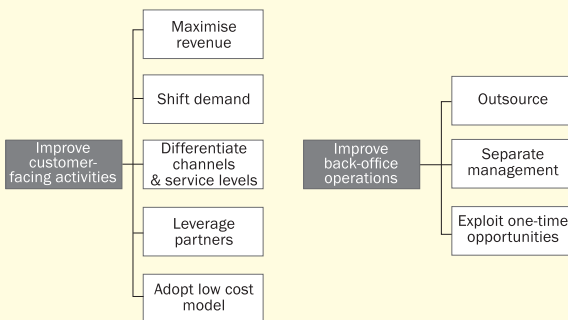 Maximise
revenue
Shift demand
Improve
customer-
facing activities
Differentiate
channels
& service levels
Leverage
partners
Adopt low cost
model
Improve
back-office
operations
Outsource
Separate
management
Exploit one-time
opportunities